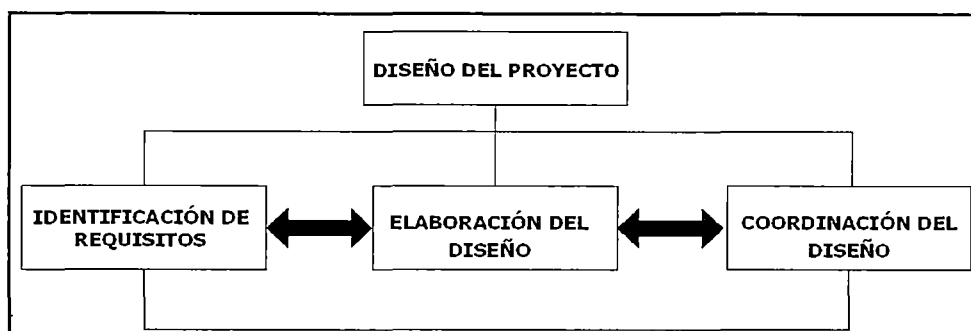 DISEÑO DEL PROYECTO
IDENTIFICACIÓN DE
REQUISITOS
ELABORACIÓN DEL
DISEÑO
COORDINACIÓN DEL
DISEÑO